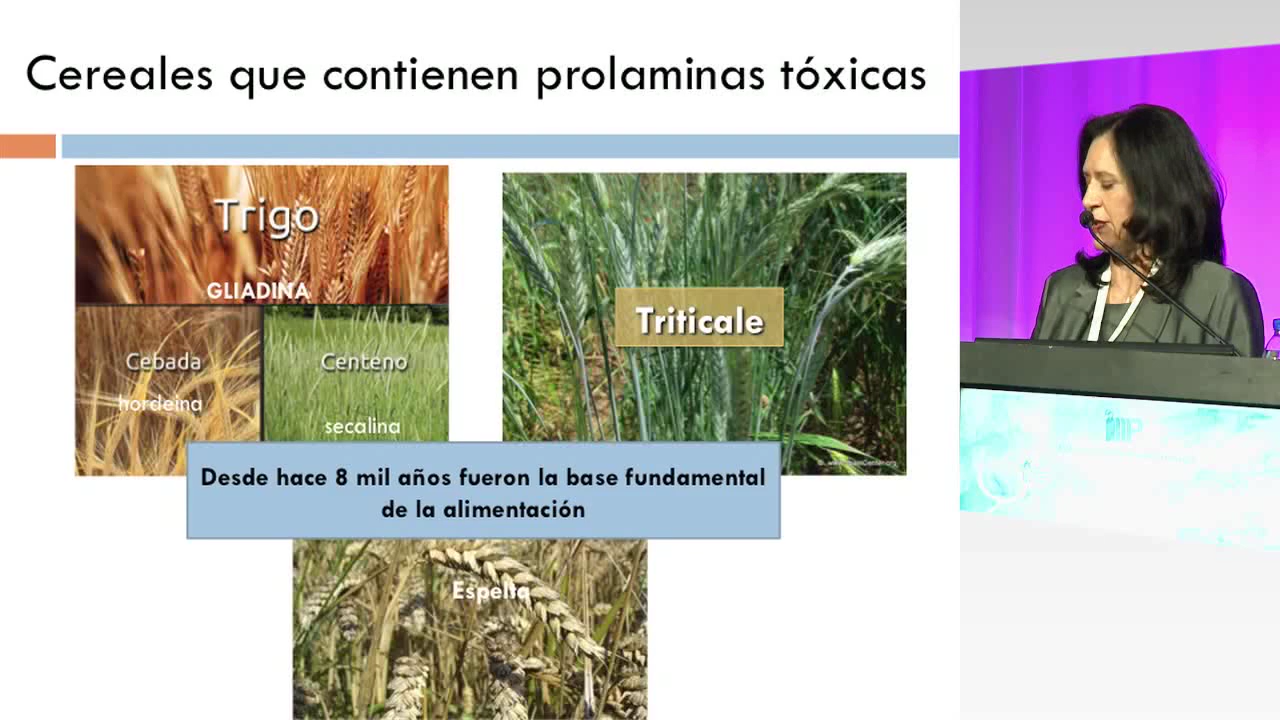 Cereales que contienen prolaminas tóxicas
Trigo
GLIADINA
Cebada
hordeina
Centeno
secalina
Triticale
Desde hace 8 mil años fueron la base fundamental
de la alimentación
Espelta